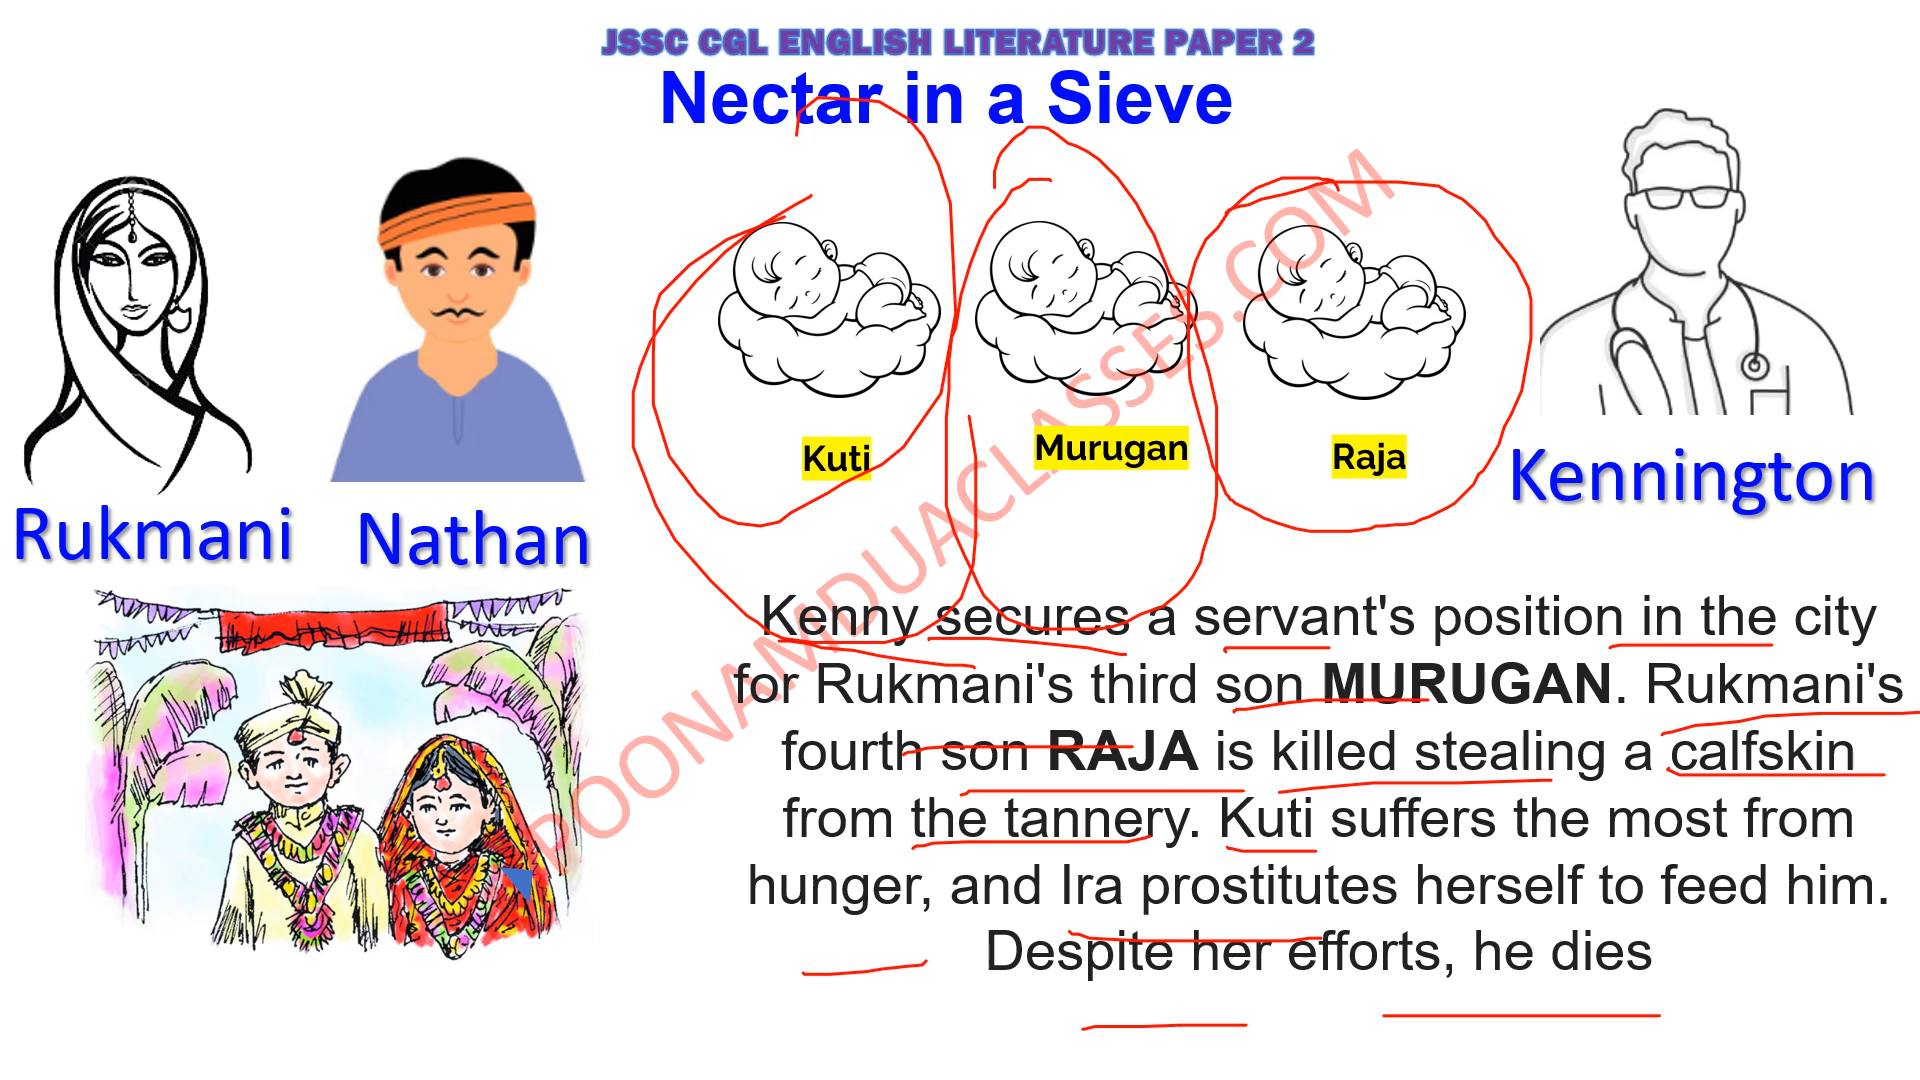 JSSC CGL ENGLISH LITERATURE PAPER 2
Nectar in a Sieve
Kuti
Murugan
Raja
Kennington
Rukmani
Nathan
Kenny secures a servant's position in the city
for Rukmani's third son MURUGAN. Rukmani's
fourth son RAJA is killed stealing a calfskin
from the tannery. Kuti suffers the most from
hunger, and Ira prostitutes herself to feed him.
Despite her efforts, he dies
POONAMDUACLASSES.COM